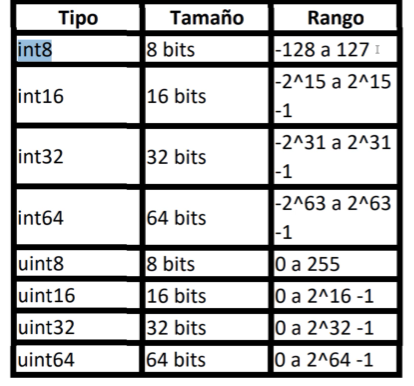 Tipo Tamaño Rango
int8 8 bits -128 a 127
int16 16 bits -2^15 a 2^15
-1
int32 32 bits -2^31 a 2^31
-1
int64 64 bits -2^63 a 2^63
-1
uint8 8 bits 0 a 255
uint16 16 bits 0 a 2^16 -1
uint32 32 bits 0 a 2^32 -1
uint64 64 bits 0 a 2^64 -1